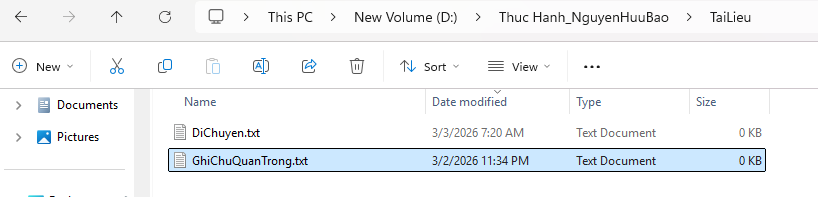 This PC > New Volume (D:) > Thuc Hanh_NguyenHuuBao > TaiLieu
New Sort View ...
Documents
Pictures
Name Date modified Type Size
DiChuyen.txt 3/3/2026 7:20 AM Text Document 0 KB
GhiChuQuanTrong.txt 3/2/2026 11:34 PM Text Document 0 KB